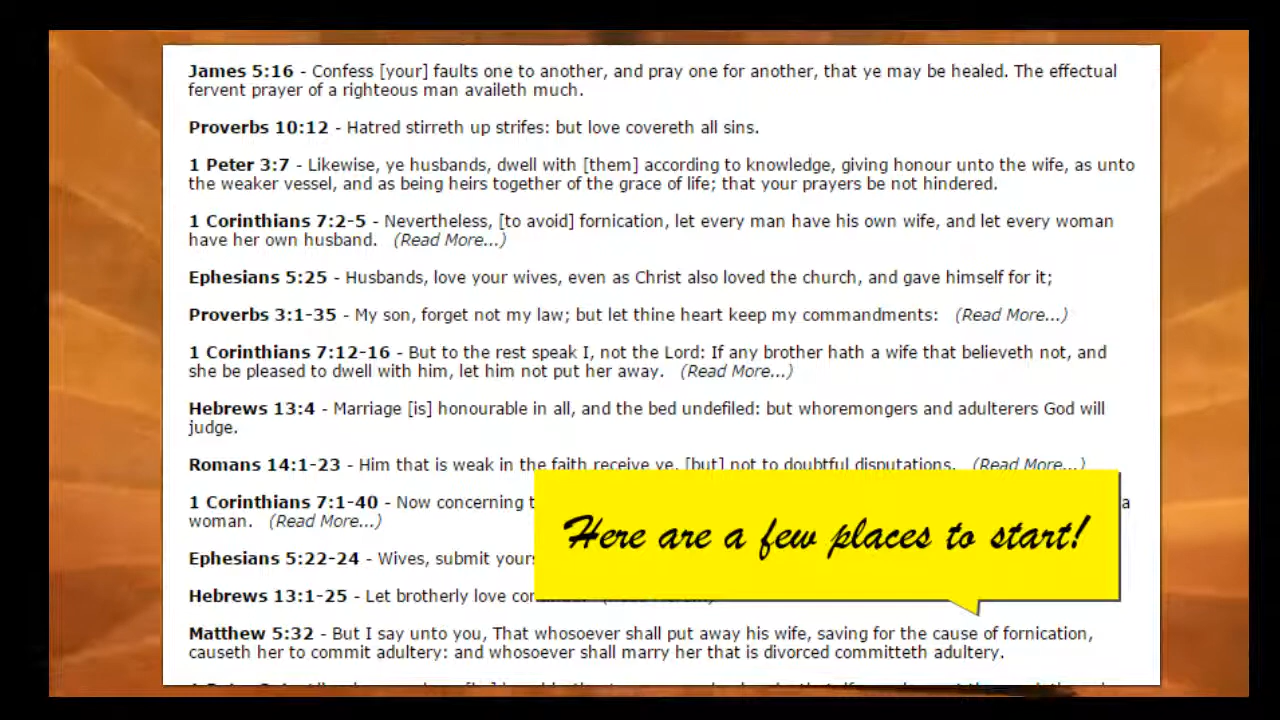 James 5:16 - Confess [your] faults one to another, and pray one for another, that ye may be healed. The effectual
fervent prayer of a righteous man availeth much.
Proverbs 10:12 - Hatred stirreth up strifes: but love covereth all sins.
1 Peter 3:7 - Likewise, ye husbands, dwell with [them] according to knowledge, giving honour unto the wife, as unto
the weaker vessel, and as being heirs together of the grace of life; that your prayers be not hindered.
1 Corinthians 7:2-5 - Nevertheless, [to avoid] fornication, let every man have his own wife, and let every woman
have her own husband. (Read More...)
Ephesians 5:25 - Husbands, love your wives, even as Christ also loved the church, and gave himself for it;
Proverbs 3:1-35 - My son, forget not my law; but let thine heart keep my commandments: (Read More...)
1 Corinthians 7:12-16 - But to the rest speak I, not the Lord: If any brother hath a wife that believeth not, and
she be pleased to dwell with him, let him not put her away. (Read More...)
Hebrews 13:4 - Marriage [is] honourable in all, and the bed undefiled: but whoremongers and adulterers God will
judge.
Romans 14:1-23 - Him that is weak in the faith receive ye, [but] not to doubtful disputations. (Read More...)
1 Corinthians 7:1-40 - Now concerning a
woman. (Read More...)
Here are a few places to start!
Ephesians 5:22-24 - Wives, submit
Hebrews 13:1-25 - Let brotherly love
Matthew 5:32 - But I say unto you, That whosoever shall put away his wife, saving for the cause of fornication,
causeth her to commit adultery: and whosoever shall marry her that is divorced committeth adultery.